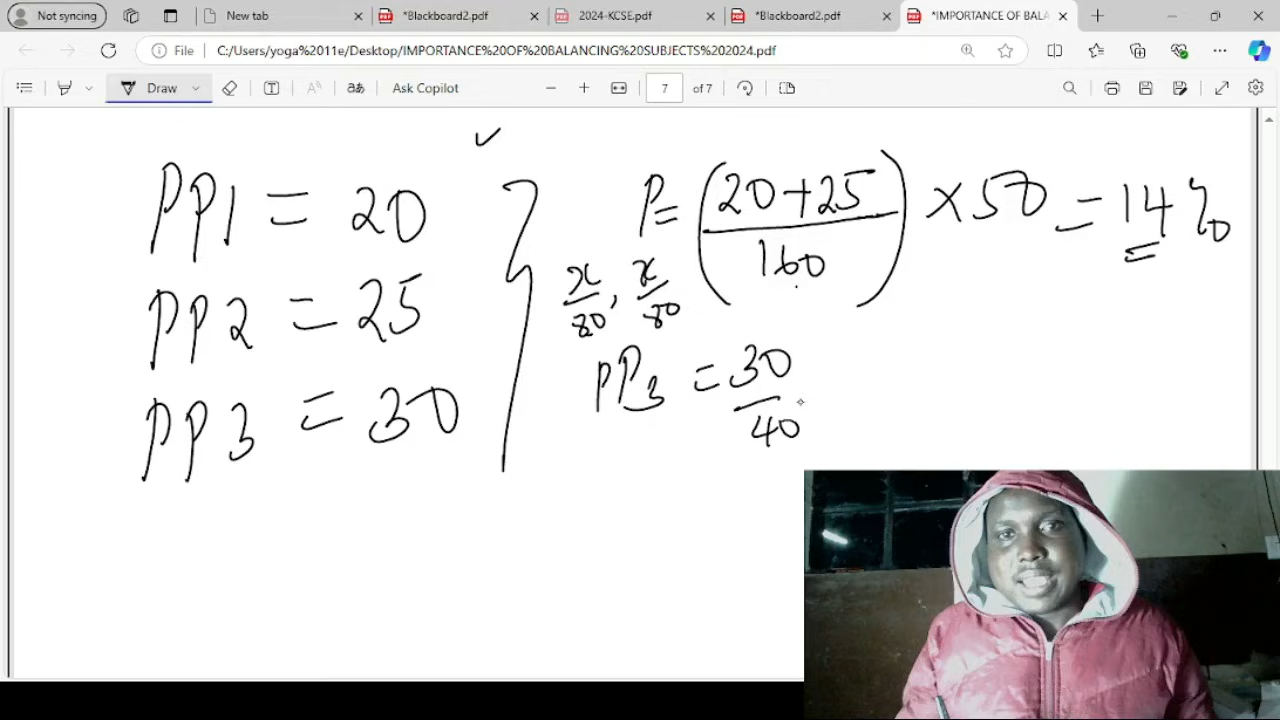 Not syncing
New tab
*Blackboard2.pdf
2024-KCSE.pdf
*Blackboard2.pdf
*IMPORTANCE OF BALA
File
C:/Users/yoga%2011e/Desktop/IMPORTANCE%20OF%20BALANCING%20SUBJECTS%202024.pdf
Draw
Ask Copilot
7 of 7
PP1 = 20
PP2 = 25
PP3 = 30
P= (20+25/160) ×50 = 14%
x/80, x/80
PP3 = 30/40